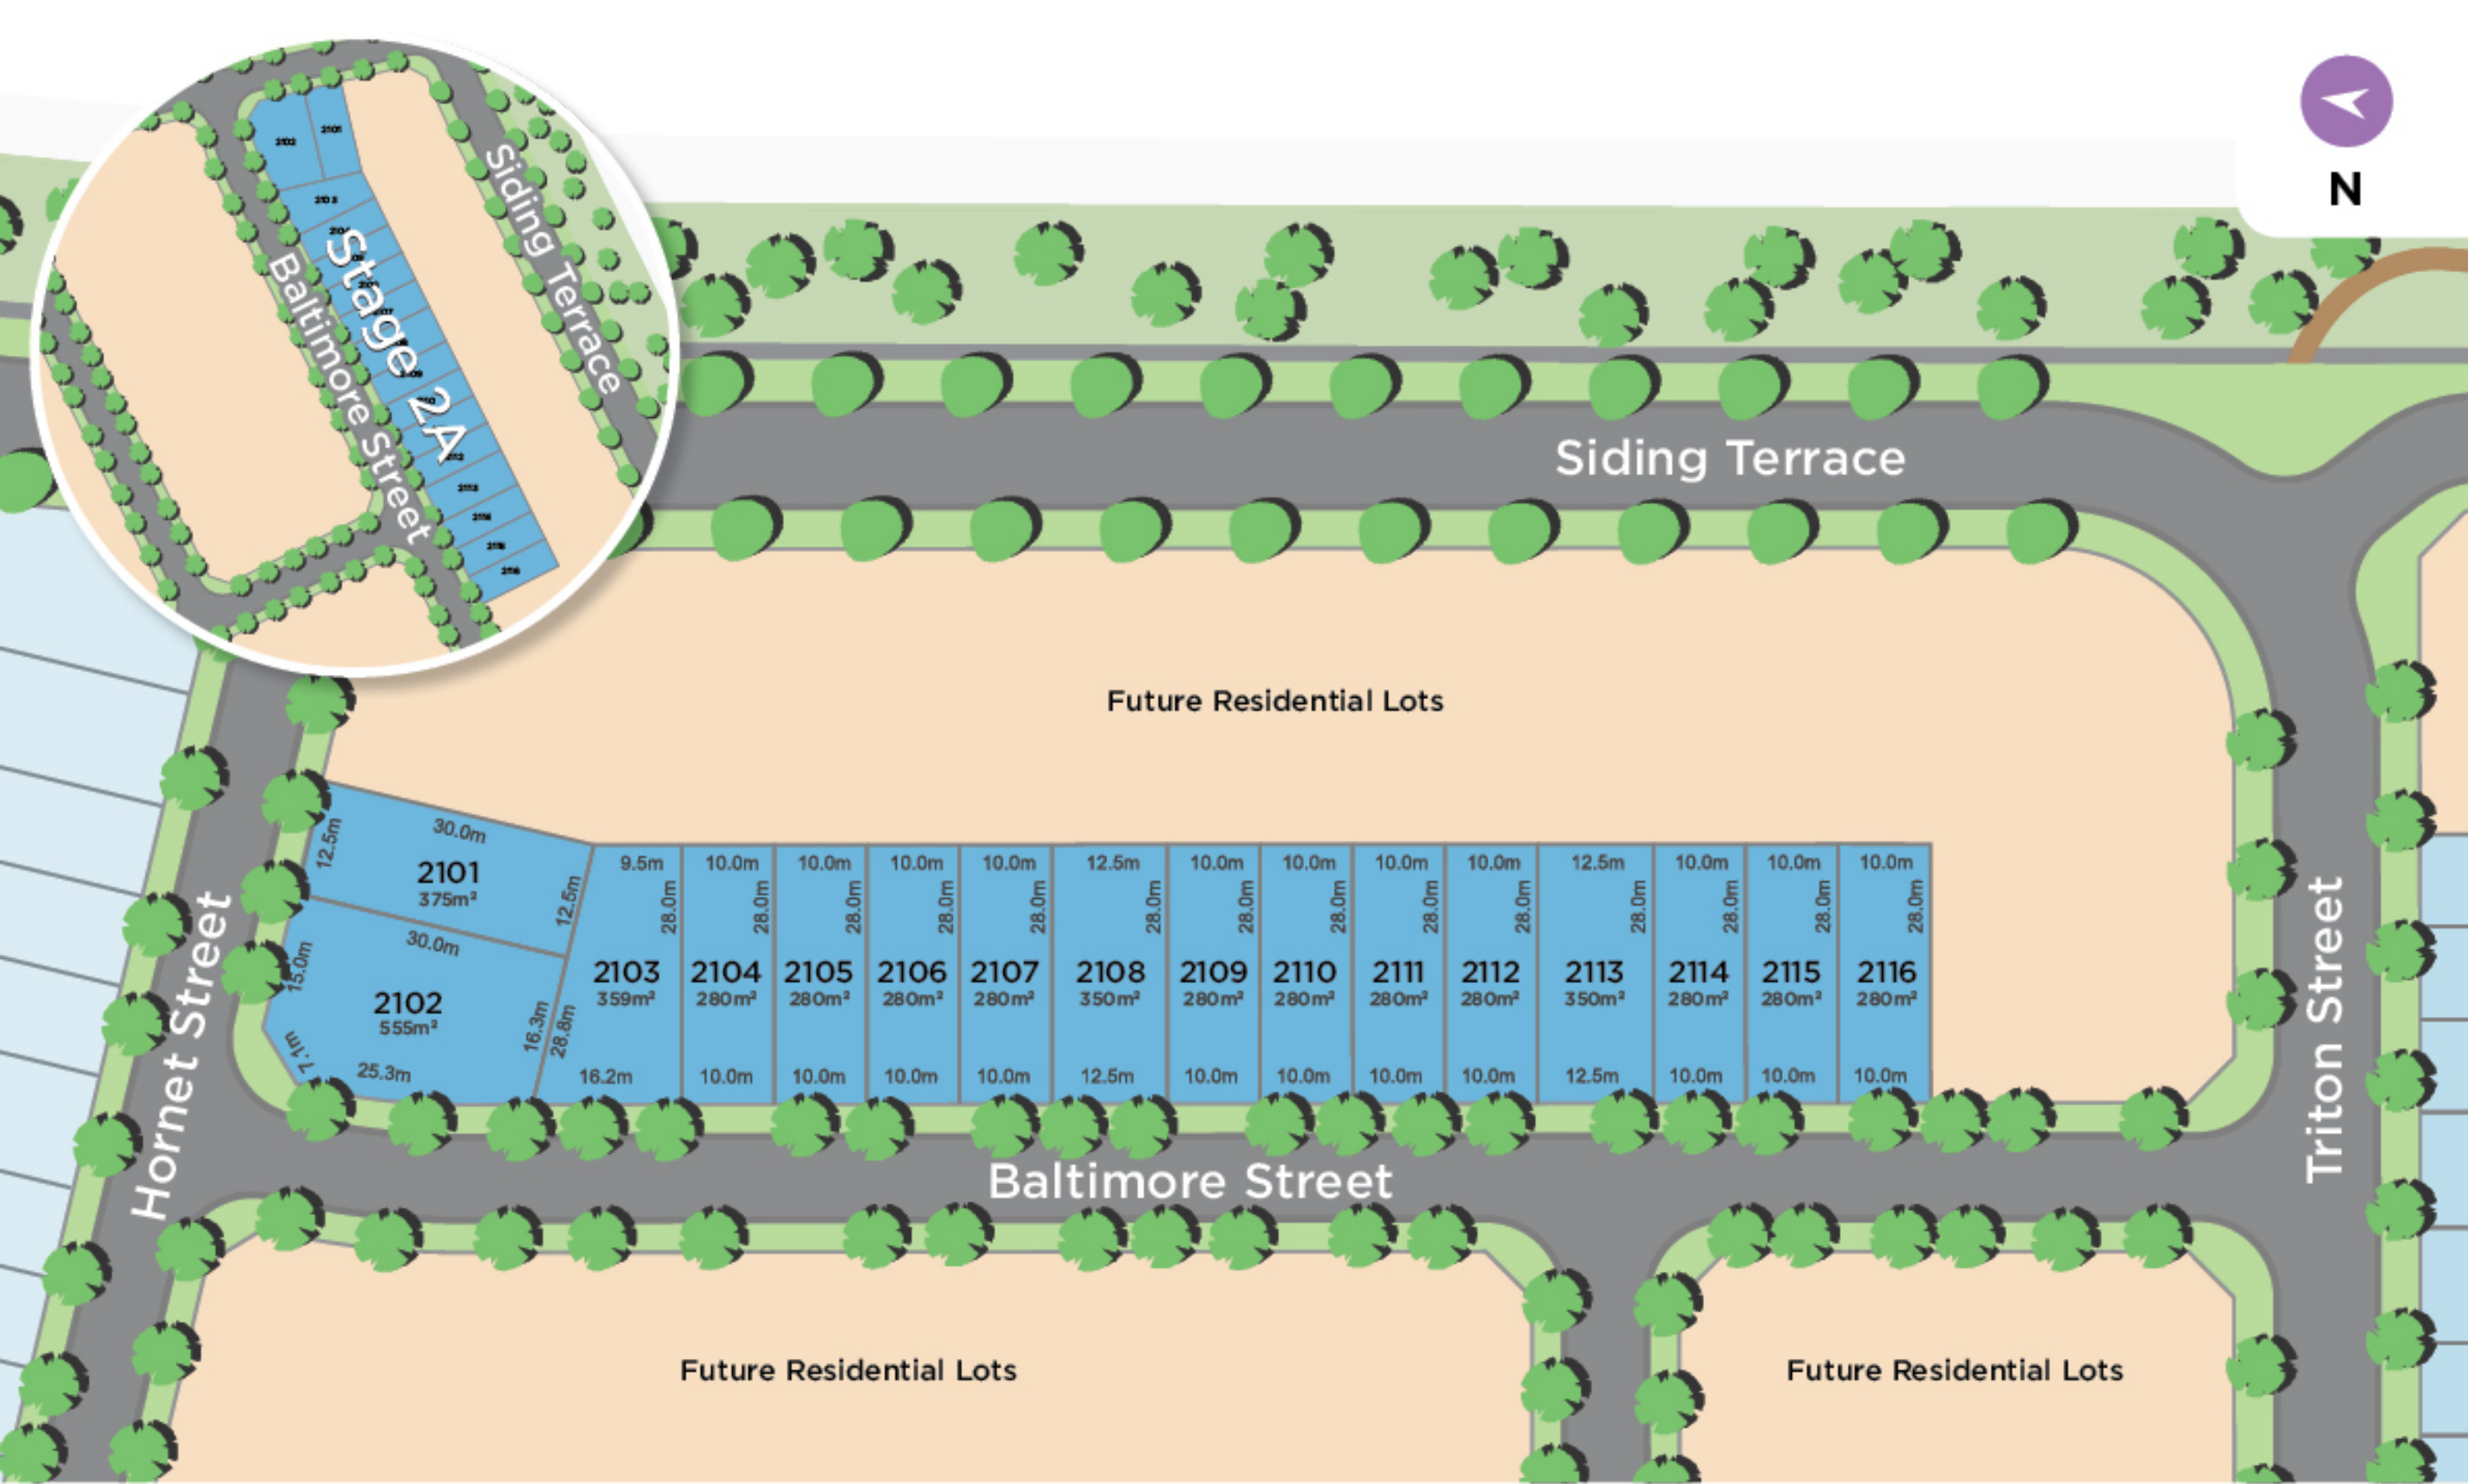 N
2102
2101
2103
Siding Terrace
Stage 2A
Baltimore Street
2113
2114
2115
2116
Siding Terrace
Future Residential Lots
30.0m
12.5m
2101
375m²
12.5m
30.0m
15.0m
2102
555m²
16.3m
7.1m
25.3m
9.5m
28.0m
2103
359m²
28.8m
16.2m
10.0m
28.0m
2104
280m²
10.0m
10.0m
28.0m
2105
280m²
10.0m
10.0m
28.0m
2106
280m²
10.0m
10.0m
28.0m
2107
280m²
10.0m
12.5m
28.0m
2108
350m²
12.5m
10.0m
28.0m
2109
280m²
10.0m
10.0m
28.0m
2110
280m²
10.0m
10.0m
28.0m
2111
280m²
10.0m
10.0m
28.0m
2112
280m²
10.0m
12.5m
28.0m
2113
350m²
12.5m
10.0m
28.0m
2114
280m²
10.0m
10.0m
28.0m
2115
280m²
10.0m
10.0m
28.0m
2116
280m²
10.0m
Hornet Street
Triton Street
Baltimore Street
Future Residential Lots
Future Residential Lots